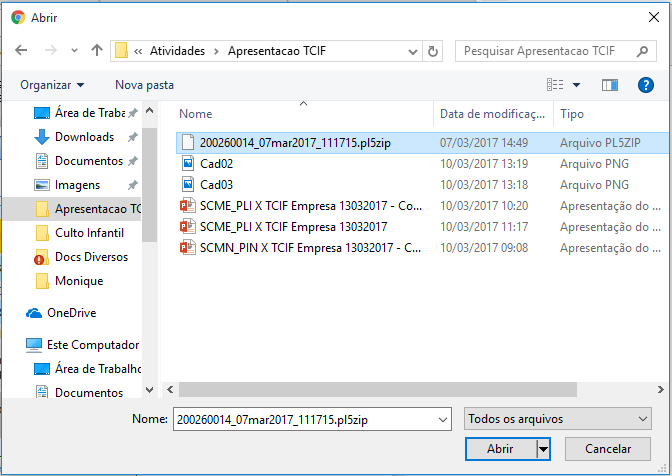 Abrir
« Atividades > Apresentacao TCIF
Pesquisar Apresentacao TCIF
Organizar
Nova pasta
Área de Traba
Downloads
Documentos
Imagens
Apresentacao TC
Culto Infantil
Docs Diversos
Monique
OneDrive
Este Computador
Área de Trabalho
Documentos
Nome Data de modificaç... Tipo
200260014_07mar2017_111715.pl5zip 07/03/2017 14:49 Arquivo PL5ZIP
Cad02 10/03/2017 13:19 Arquivo PNG
Cad03 10/03/2017 13:18 Arquivo PNG
SCME_PLI X TCIF Empresa 13032017 - Co... 10/03/2017 10:20 Apresentação do
SCME_PLI X TCIF Empresa 13032017 10/03/2017 11:17 Apresentação do
SCMN_PIN X TCIF Empresa 13032017 - C... 10/03/2017 09:08 Apresentação do
Nome: 200260014_07mar2017_111715.pl5zip
Todos os arquivos
Abrir
Cancelar